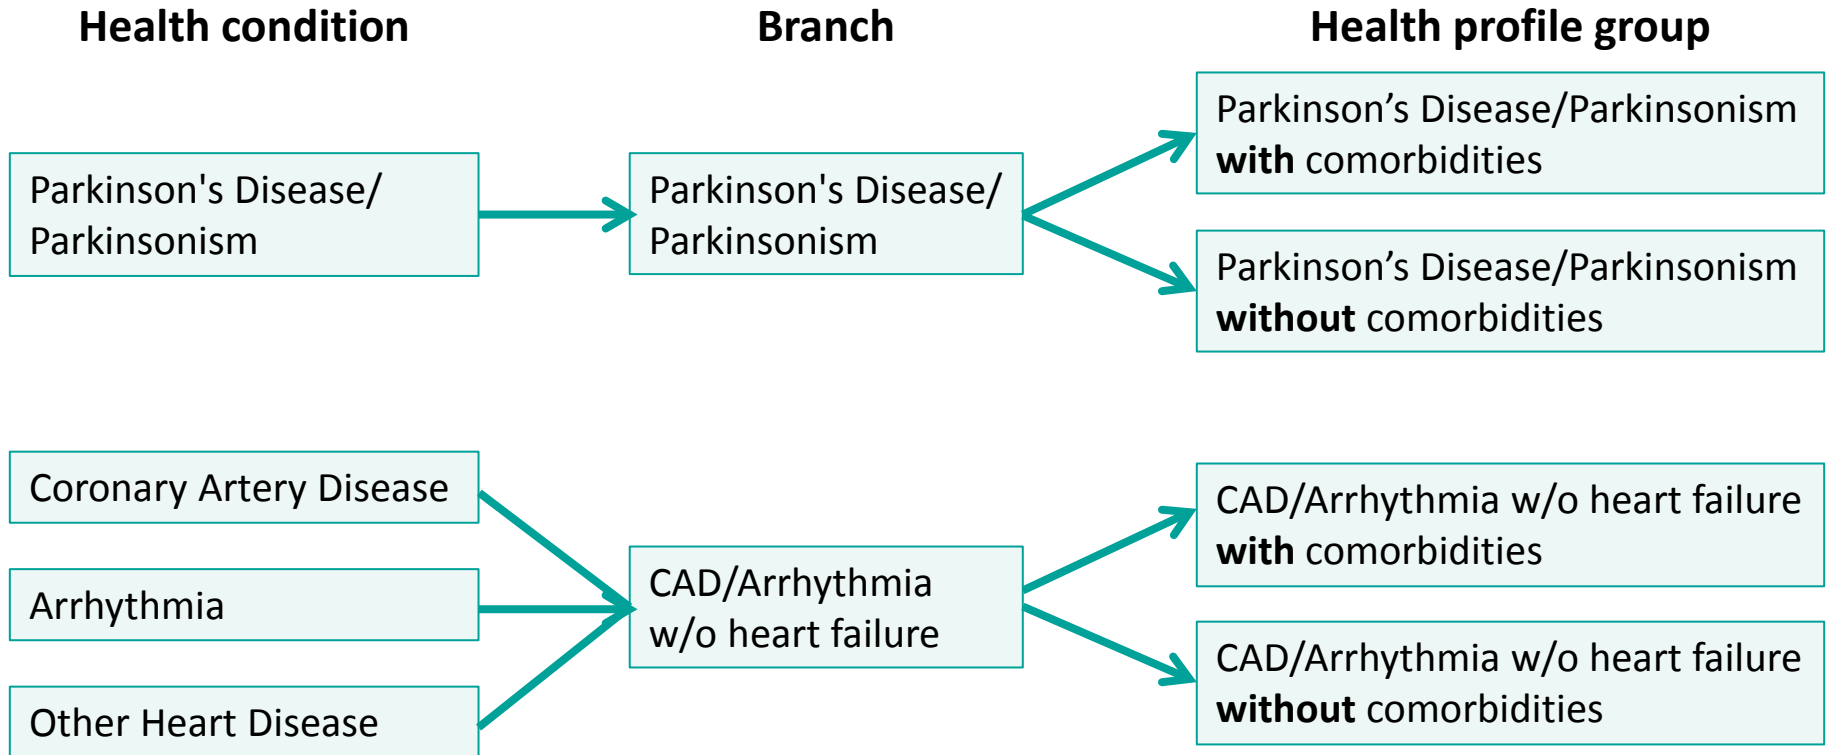 Health condition
Branch
Health profile group
Parkinson's Disease/
Parkinsonism
Parkinson's Disease/
Parkinsonism
Parkinson’s Disease/Parkinsonism
with comorbidities
Parkinson’s Disease/Parkinsonism
without comorbidities
Coronary Artery Disease
Arrhythmia
Other Heart Disease
CAD/Arrhythmia
w/o heart failure
CAD/Arrhythmia w/o heart failure
with comorbidities
CAD/Arrhythmia w/o heart failure
without comorbidities